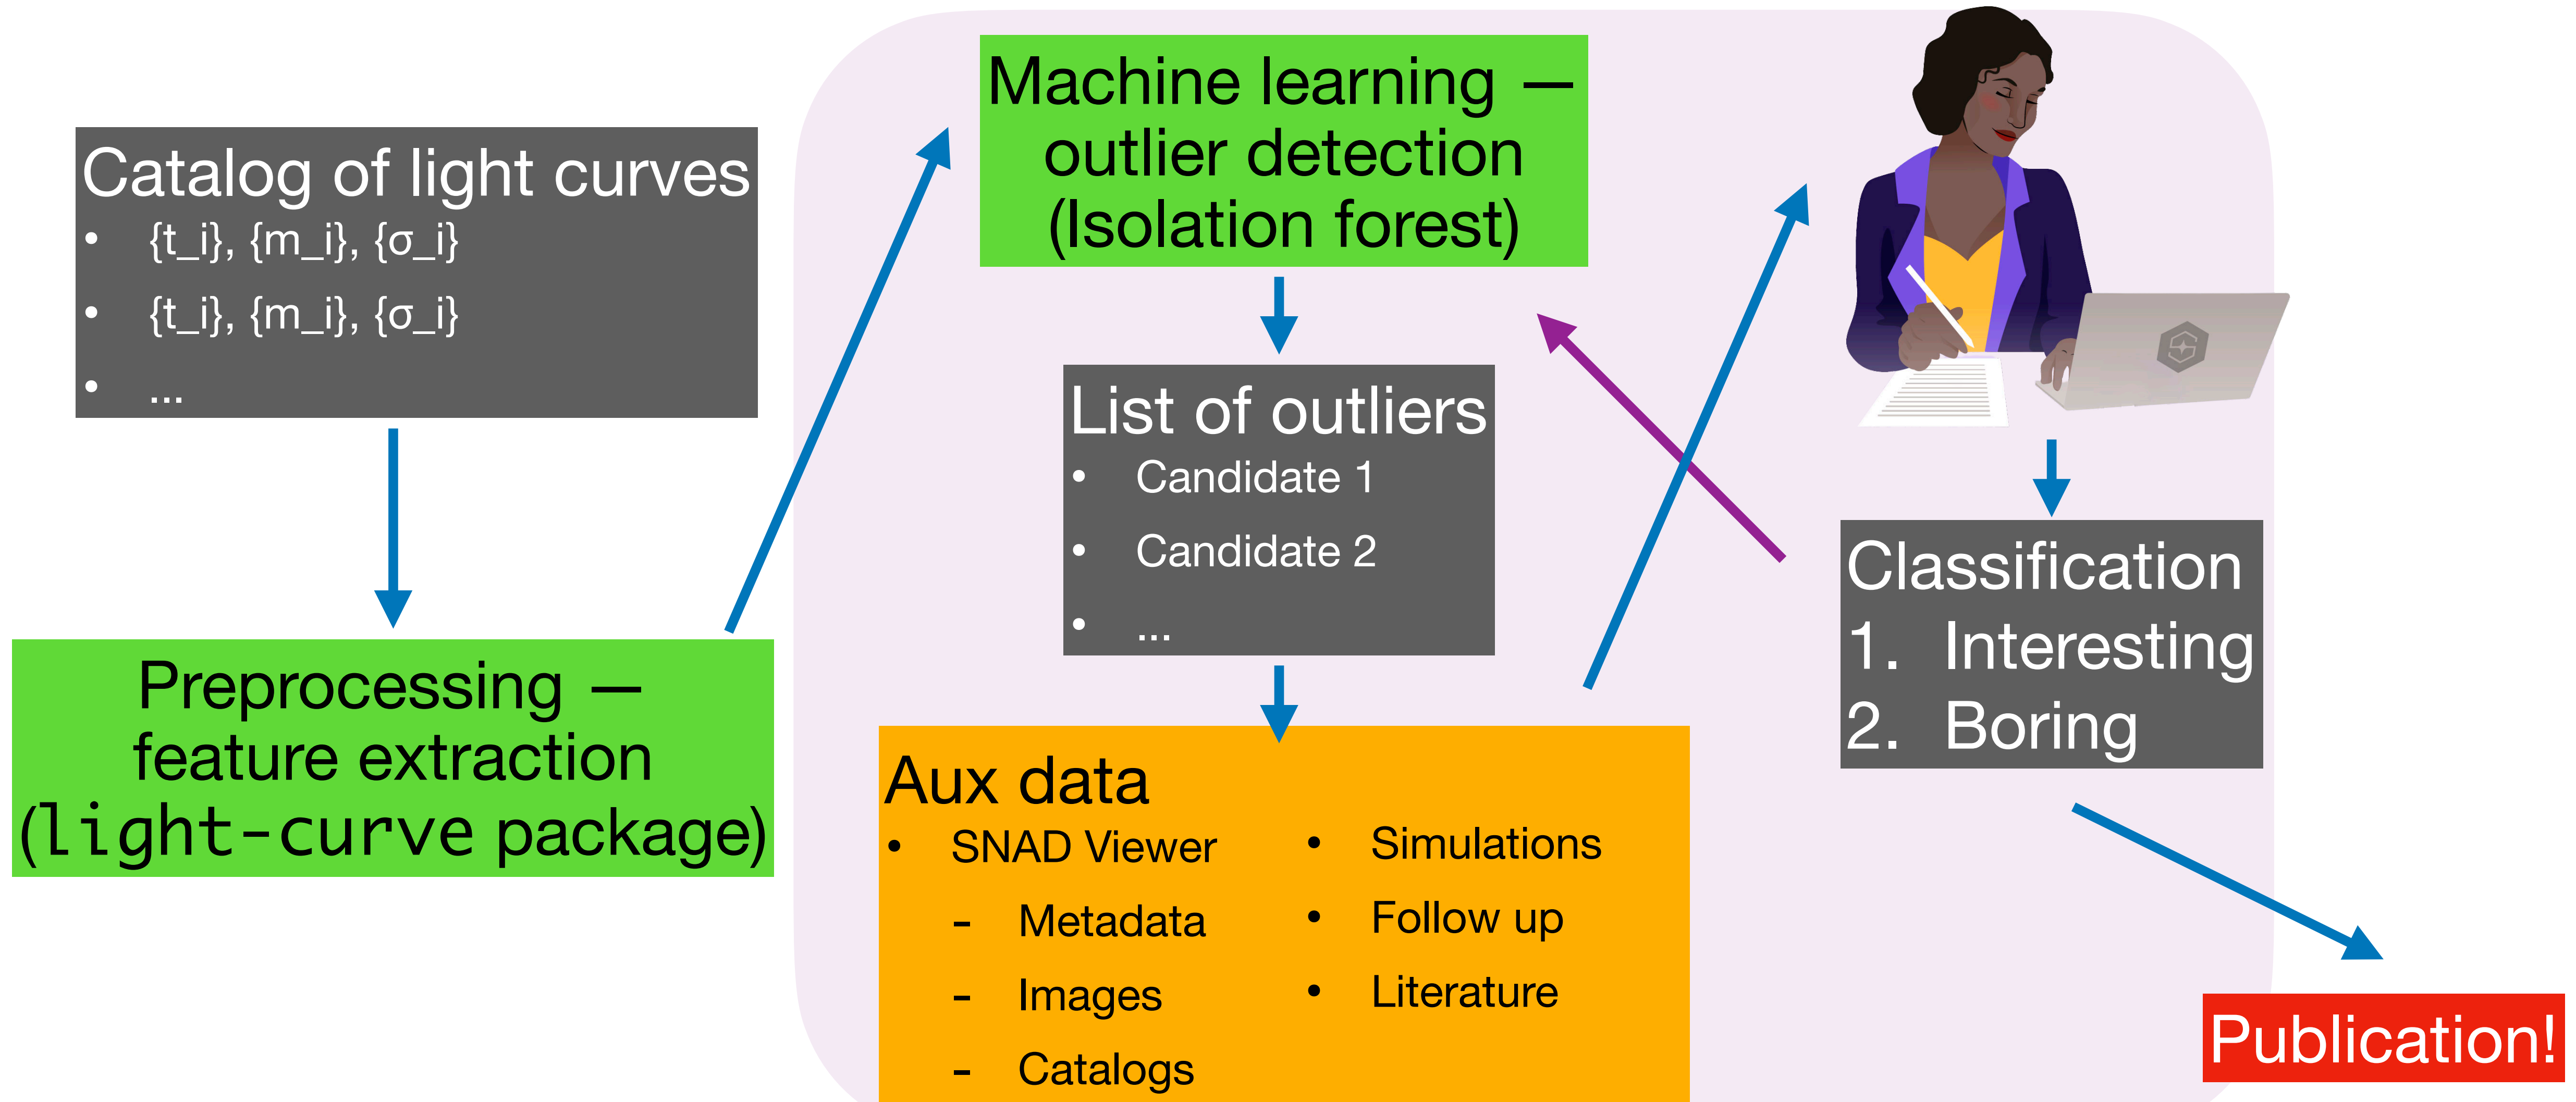 Catalog of light curves
• {t_i}, {m_i}, {σ_i}
• {t_i}, {m_i}, {σ_i}
• ...
Preprocessing —
feature extraction
(light-curve package)
Machine learning —
outlier detection
(Isolation forest)
List of outliers
• Candidate 1
• Candidate 2
• ...
Aux data
• SNAD Viewer
- Metadata
- Images
- Catalogs
• Simulations
• Follow up
• Literature
Classification
1. Interesting
2. Boring
Publication!